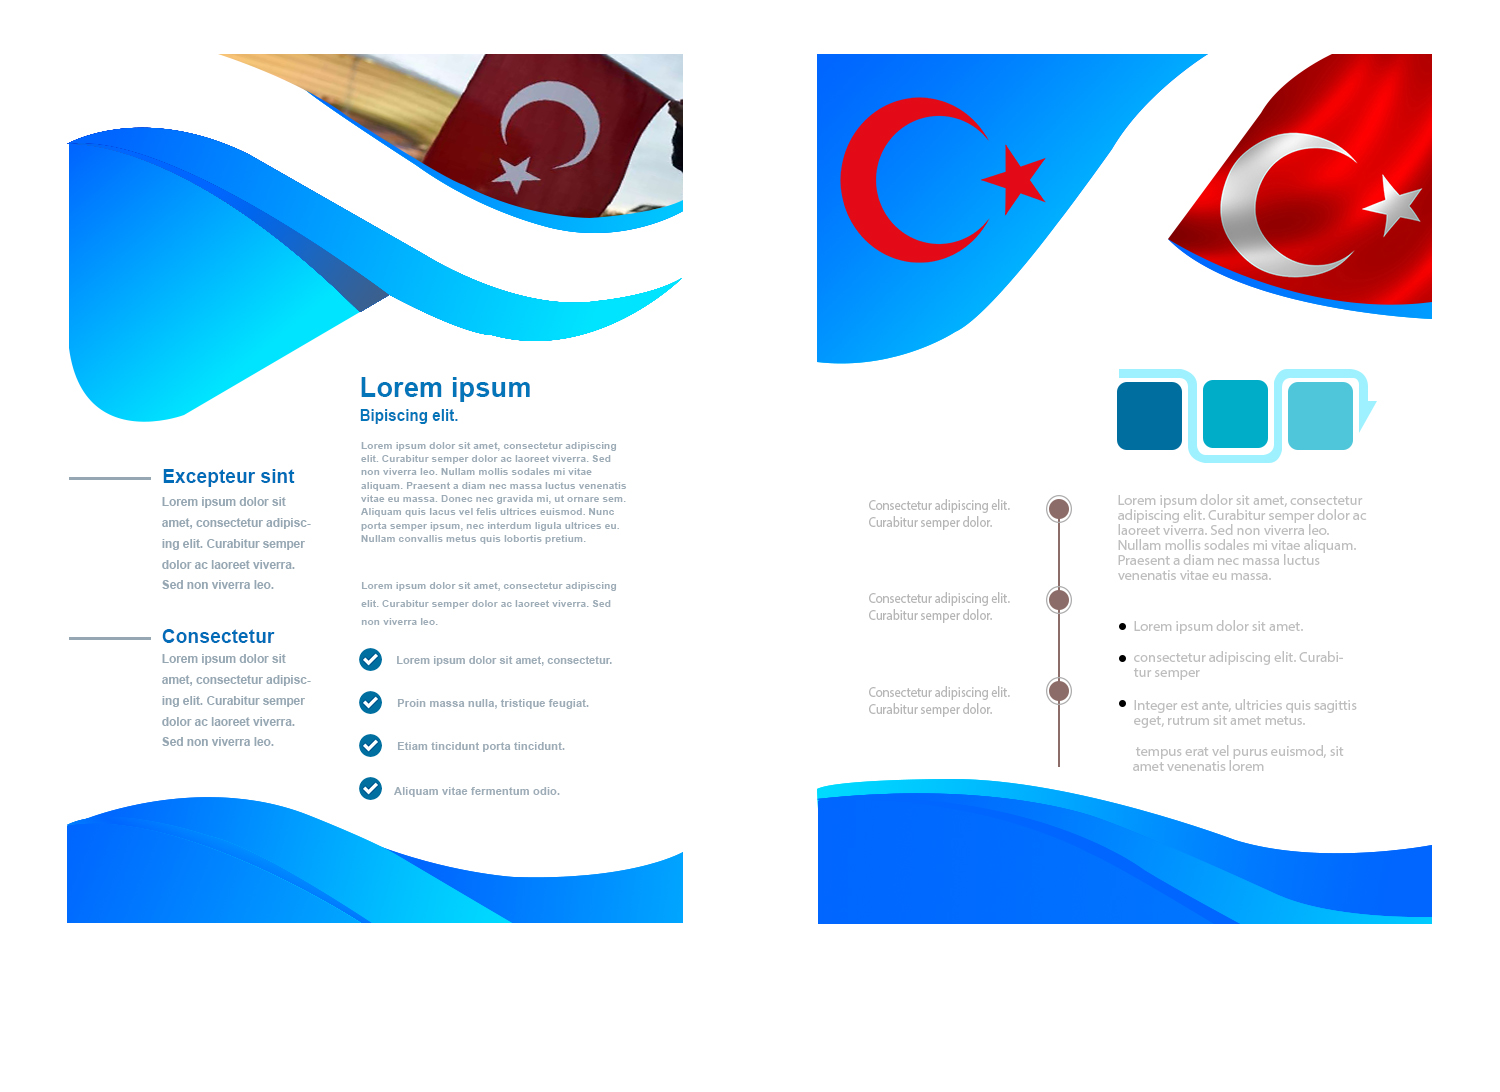 Lorem ipsum
Bipiscing elit.
Lorem ipsum dolor sit amet, consectetur adipiscing
elit. Curabitur semper dolor ac laoreet viverra. Sed
non viverra leo. Nullam mollis sodales mi vitae
aliquam. Praesent a diam nec massa luctus venenatis
vitae eu massa. Donec nec gravida mi, ut ornare sem.
Aliquam quis lacus vel felis ultrices euismod. Nunc
porta semper ipsum, nec interdum ligula ultrices eu.
Nullam convallis metus quis lobortis pretium.
Excepteur sint
Lorem ipsum dolor sit
amet, consectetur adipisc-
ing elit. Curabitur semper
dolor ac laoreet viverra.
Sed non viverra leo.
Consectetur
Lorem ipsum dolor sit
amet, consectetur adipisc-
ing elit. Curabitur semper
dolor ac laoreet viverra.
Sed non viverra leo.
Lorem ipsum dolor sit amet, consectetur adipiscing
elit. Curabitur semper dolor ac laoreet viverra. Sed
non viverra leo.
Lorem ipsum dolor sit amet, consectetur.
Proin massa nulla, tristique feugiat.
Etiam tincidunt porta tincidunt.
Aliquam vitae fermentum odio.
Consectetur adipiscing elit.
Curabitur semper dolor.
Consectetur adipiscing elit.
Curabitur semper dolor.
Consectetur adipiscing elit.
Curabitur semper dolor.
Lorem ipsum dolor sit amet, consectetur
adipiscing elit. Curabitur semper dolor ac
laoreet viverra. Sed non viverra leo.
Nullam mollis sodales mi vitae aliquam.
Praesent a diam nec massa luctus
venenatis vitae eu massa.
Lorem ipsum dolor sit amet.
consectetur adipiscing elit. Curabi-
tur semper
Integer est ante, ultricies quis sagittis
eget, rutrum sit amet metus.
tempus erat vel purus euismod, sit
amet venenatis lorem